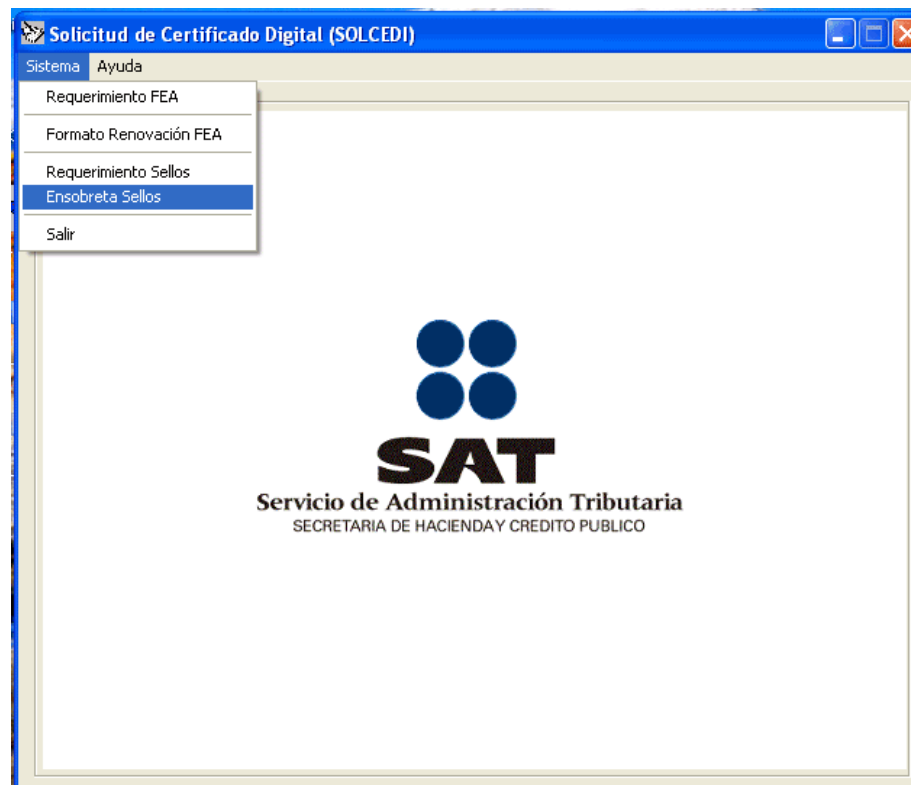 Solicitud de Certificado Digital (SOLCEDI)
Sistema Ayuda
Requerimiento FEA
Formato Renovación FEA
Requerimiento Sellos
Ensobreta Sellos
Salir
SAT
Servicio de Administración Tributaria
SECRETARIA DE HACIENDA Y CREDITO PUBLICO